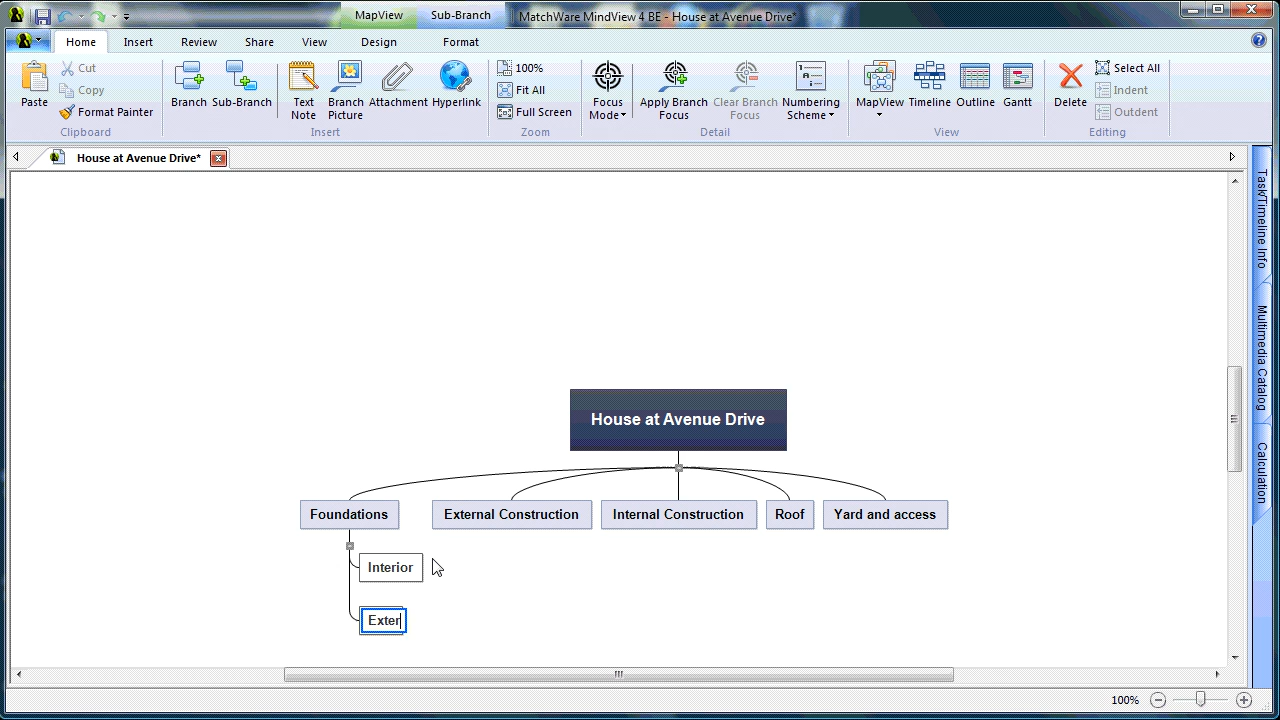 MapView Sub-Branch MatchWare MindView 4 BE - House at Avenue Drive*
Home Insert Review Share View Design Format
Paste
Cut
Copy
Format Painter
Clipboard
Branch Sub-Branch
Text Note
Branch Picture
Attachment
Hyperlink
Insert
100%
Fit All
Full Screen
Zoom
Focus Mode
Apply Branch Focus
Clear Branch Focus
Numbering Scheme
Detail
MapView Timeline Outline Gantt
View
Delete
Select All
Indent
Outdent
Editing
House at Avenue Drive*
House at Avenue Drive
Foundations External Construction Internal Construction Roof Yard and access
Interior
Exter
Task/Timeline Info
Multimedia Catalog
Calculation
100%